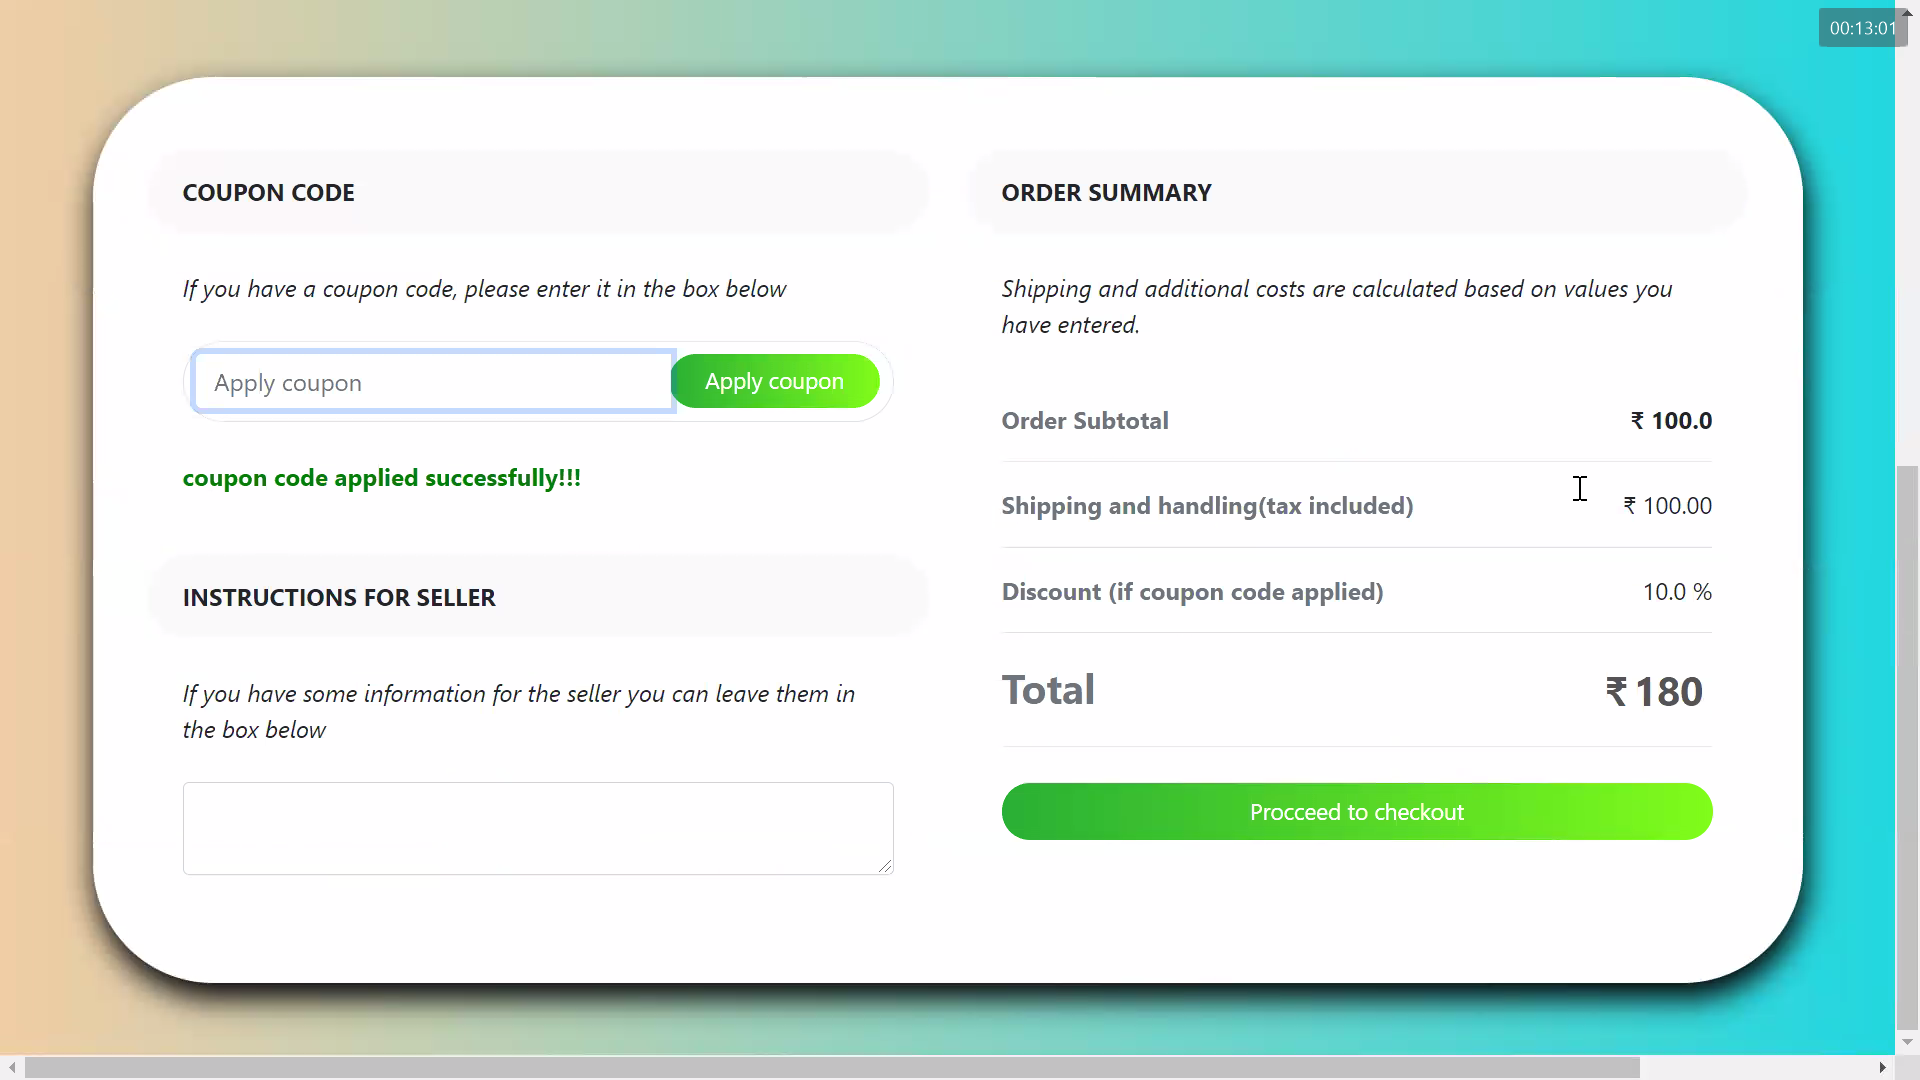 00:13:01
COUPON CODE
If you have a coupon code, please enter it in the box below
Apply coupon
Apply coupon
coupon code applied successfully!!!
INSTRUCTIONS FOR SELLER
If you have some information for the seller you can leave them in
the box below
ORDER SUMMARY
Shipping and additional costs are calculated based on values you
have entered.
Order Subtotal ₹ 100.0
Shipping and handling(tax included) ₹ 100.00
Discount (if coupon code applied) 10.0 %
Total ₹ 180
Procceed to checkout